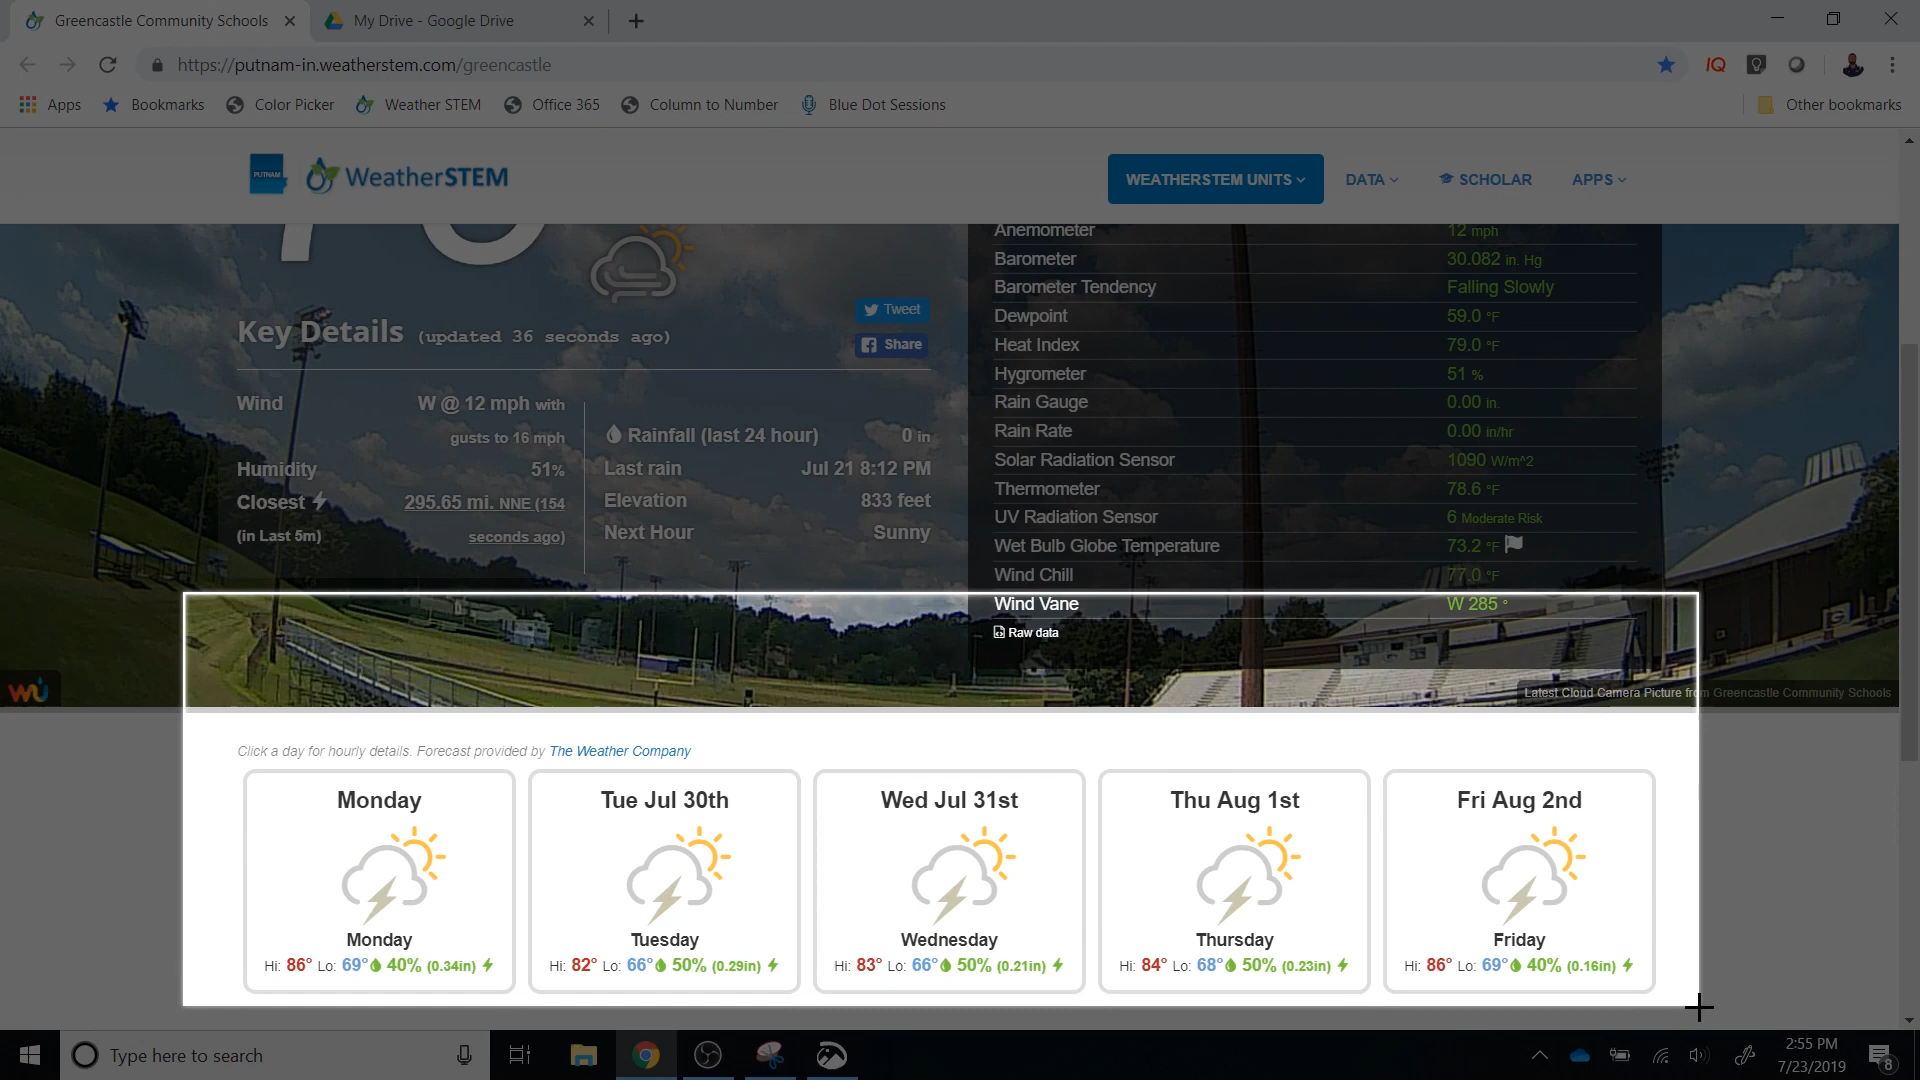 Greencastle Community Schools
My Drive - Google Drive
https://putnam-in.weatherstem.com/greencastle
IQ
Apps
Bookmarks
Color Picker
Weather STEM
Office 365
Column to Number
Blue Dot Sessions
Other bookmarks
PUTNAM
WeatherSTEM
WEATHERSTEM UNITS
DATA
SCHOLAR
APPS
Key Details (updated 36 seconds ago)
Tweet
Share
Wind W @ 12 mph with
gusts to 16 mph
Humidity 51%
Closest 295.65 mi. NNE (154
(in Last 5m) seconds ago)
Rainfall (last 24 hour) 0 in
Last rain Jul 21 8:12 PM
Elevation 833 feet
Next Hour Sunny
Anemometer 12 mph
Barometer 30.082 in. Hg
Barometer Tendency Falling Slowly
Dewpoint 59.0 °F
Heat Index 79.0 °F
Hygrometer 51 %
Rain Gauge 0.00 in.
Rain Rate 0.00 in/hr
Solar Radiation Sensor 1090 W/m^2
Thermometer 78.6 °F
UV Radiation Sensor 6 Moderate Risk
Wet Bulb Globe Temperature 73.2 °F
Wind Chill 77.0 °F
Wind Vane W 285 °
Raw data
wu
Latest Cloud Camera Picture from Greencastle Community Schools
Click a day for hourly details. Forecast provided by The Weather Company
Monday
Monday
Hi: 86° Lo: 69° 40% (0.34in)
Tue Jul 30th
Tuesday
Hi: 82° Lo: 66° 50% (0.29in)
Wed Jul 31st
Wednesday
Hi: 83° Lo: 66° 50% (0.21in)
Thu Aug 1st
Thursday
Hi: 84° Lo: 68° 50% (0.23in)
Fri Aug 2nd
Friday
Hi: 86° Lo: 69° 40% (0.16in)
Type here to search
2:55 PM
7/23/2019
8